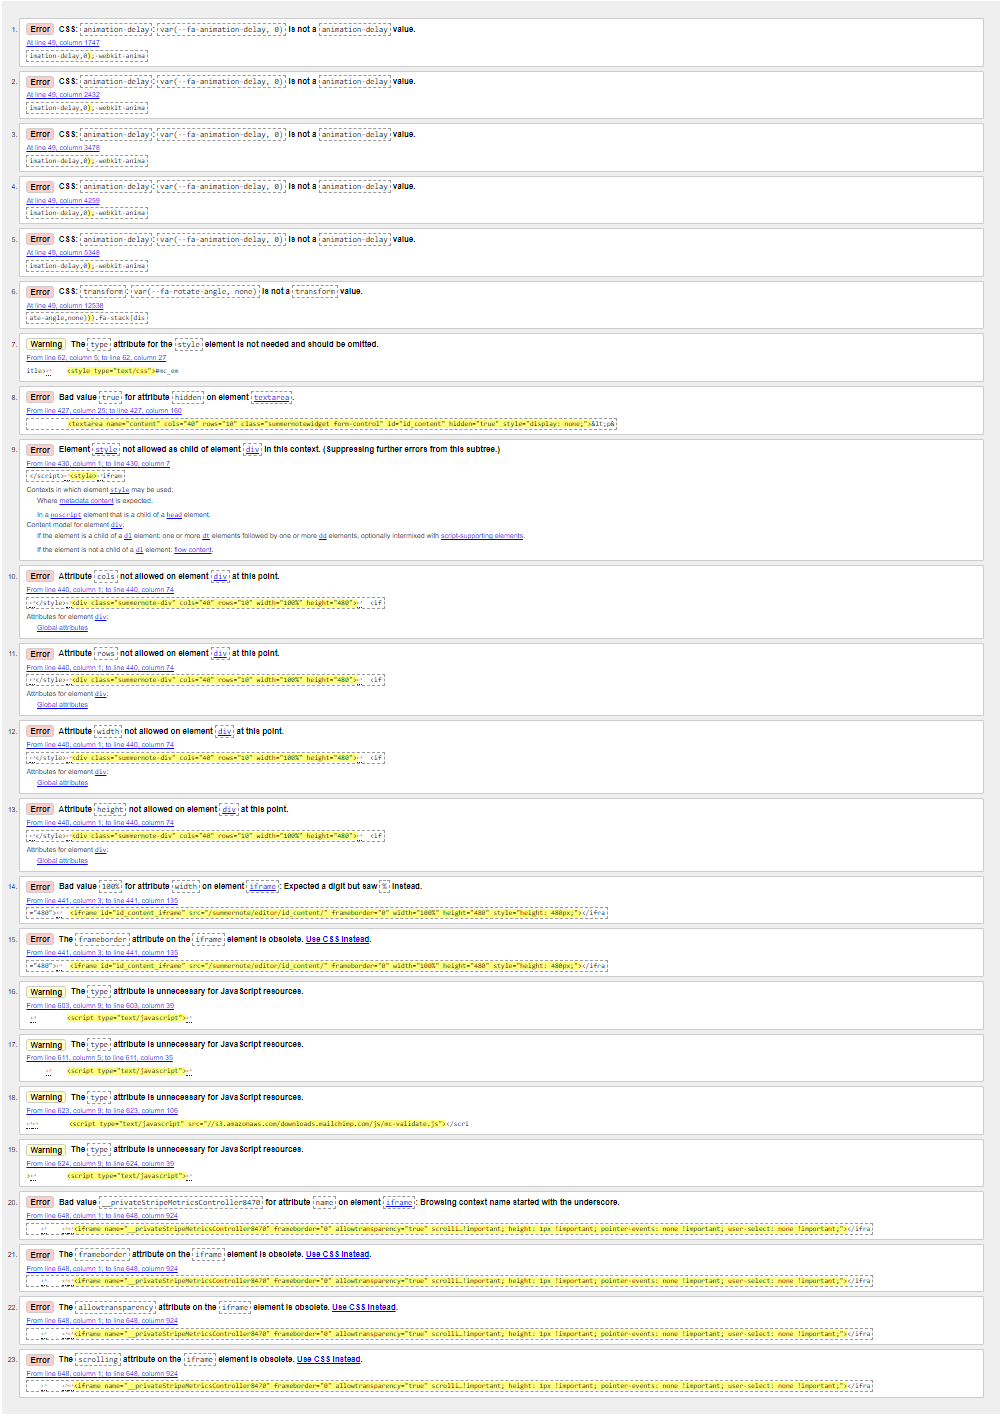 1. Error CSS: animation-delay: var(--fa-animation-delay, 0) is not a animation-delay value.
At line 49, column 1747
imation-delay,0);-webkit-anima
2. Error CSS: animation-delay: var(--fa-animation-delay, 0) is not a animation-delay value.
At line 49, column 2432
imation-delay,0);-webkit-anima
3. Error CSS: animation-delay: var(--fa-animation-delay, 0) is not a animation-delay value.
At line 49, column 3478
imation-delay,0);-webkit-anima
4. Error CSS: animation-delay: var(--fa-animation-delay, 0) is not a animation-delay value.
At line 49, column 4259
imation-delay,0);-webkit-anima
5. Error CSS: animation-delay: var(--fa-animation-delay, 0) is not a animation-delay value.
At line 49, column 5348
imation-delay,0);-webkit-anima
6. Error CSS: transform: var(--fa-rotate-angle, none) is not a transform value.
At line 49, column 12538
ate-angle,none))}.fa-stack{dis
7. Warning The type attribute for the style element is not needed and should be omitted.
From line 62, column 5; to line 62, column 27
itle>↩ <style type="text/css">#mc_em
8. Error Bad value true for attribute hidden on element textarea.
From line 427, column 25; to line 427, column 160
<textarea name="content" cols="40" rows="10" class="summernotewidget form-control" id="id_content" hidden="true" style="display: none;">&lt;p&
9. Error Element style not allowed as child of element div in this context. (Suppressing further errors from this subtree.)
From line 430, column 1; to line 430, column 7
</script>↩<style>↩ifram
Contexts in which element style may be used:
Where metadata content is expected.
In a noscript element that is a child of a head element.
Content model for element div:
If the element is a child of a dl element: one or more dt elements followed by one or more dd elements, optionally intermixed with script-supporting elements.
If the element is not a child of a dl element: flow content.
10. Error Attribute cols not allowed on element div at this point.
From line 440, column 1; to line 440, column 74
↩</style>↩<div class="summernote-div" cols="40" rows="10" width="100%" height="480">↩ <if
Attributes for element div:
Global attributes
11. Error Attribute rows not allowed on element div at this point.
From line 440, column 1; to line 440, column 74
↩</style>↩<div class="summernote-div" cols="40" rows="10" width="100%" height="480">↩ <if
Attributes for element div:
Global attributes
12. Error Attribute width not allowed on element div at this point.
From line 440, column 1; to line 440, column 74
↩</style>↩<div class="summernote-div" cols="40" rows="10" width="100%" height="480">↩ <if
Attributes for element div:
Global attributes
13. Error Attribute height not allowed on element div at this point.
From line 440, column 1; to line 440, column 74
↩</style>↩<div class="summernote-div" cols="40" rows="10" width="100%" height="480">↩ <if
Attributes for element div:
Global attributes
14. Error Bad value 100% for attribute width on element iframe: Expected a digit but saw % instead.
From line 441, column 3; to line 441, column 135
="480">↩ <iframe id="id_content_iframe" src="/summernote/editor/id_content/" frameborder="0" width="100%" height="480" style="height: 480px;"></ifra
15. Error The frameborder attribute on the iframe element is obsolete. Use CSS instead.
From line 441, column 3; to line 441, column 135
="480">↩ <iframe id="id_content_iframe" src="/summernote/editor/id_content/" frameborder="0" width="100%" height="480" style="height: 480px;"></ifra
16. Warning The type attribute is unnecessary for JavaScript resources.
From line 603, column 9; to line 603, column 39
↩ <script type="text/javascript">↩
17. Warning The type attribute is unnecessary for JavaScript resources.
From line 611, column 5; to line 611, column 35
↩ <script type="text/javascript">↩
18. Warning The type attribute is unnecessary for JavaScript resources.
From line 623, column 9; to line 623, column 106
↩↩ <script type="text/javascript" src="//s3.amazonaws.com/downloads.mailchimp.com/js/mc-validate.js"></scri
19. Warning The type attribute is unnecessary for JavaScript resources.
From line 624, column 9; to line 624, column 39
>↩ <script type="text/javascript">↩
20. Error Bad value __privateStripeMetricsController8470 for attribute name on element iframe: Browsing context name started with the underscore.
From line 648, column 1; to line 648, column 924
↩ ↩↩<iframe name="__privateStripeMetricsController8470" frameborder="0" allowtransparency="true" scrolli…!important; height: 1px !important; pointer-events: none !important; user-select: none !important;"></ifra
21. Error The frameborder attribute on the iframe element is obsolete. Use CSS instead.
From line 648, column 1; to line 648, column 924
↩ ↩↩<iframe name="__privateStripeMetricsController8470" frameborder="0" allowtransparency="true" scrolli…!important; height: 1px !important; pointer-events: none !important; user-select: none !important;"></ifra
22. Error The allowtransparency attribute on the iframe element is obsolete. Use CSS instead.
From line 648, column 1; to line 648, column 924
↩ ↩↩<iframe name="__privateStripeMetricsController8470" frameborder="0" allowtransparency="true" scrolli…!important; height: 1px !important; pointer-events: none !important; user-select: none !important;"></ifra
23. Error The scrolling attribute on the iframe element is obsolete. Use CSS instead.
From line 648, column 1; to line 648, column 924
↩ ↩↩<iframe name="__privateStripeMetricsController8470" frameborder="0" allowtransparency="true" scrolli…!important; height: 1px !important; pointer-events: none !important; user-select: none !important;"></ifra